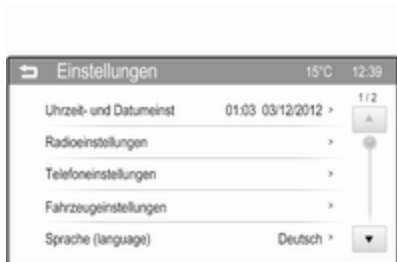 Einstellungen 15°C 12:39
1/2
Uhrzeit- und Datumeinst 01:03 03/12/2012 >
Radioeinstellungen >
Telefoneinstellungen >
Fahrzeugeinstellungen >
Sprache (language) Deutsch >